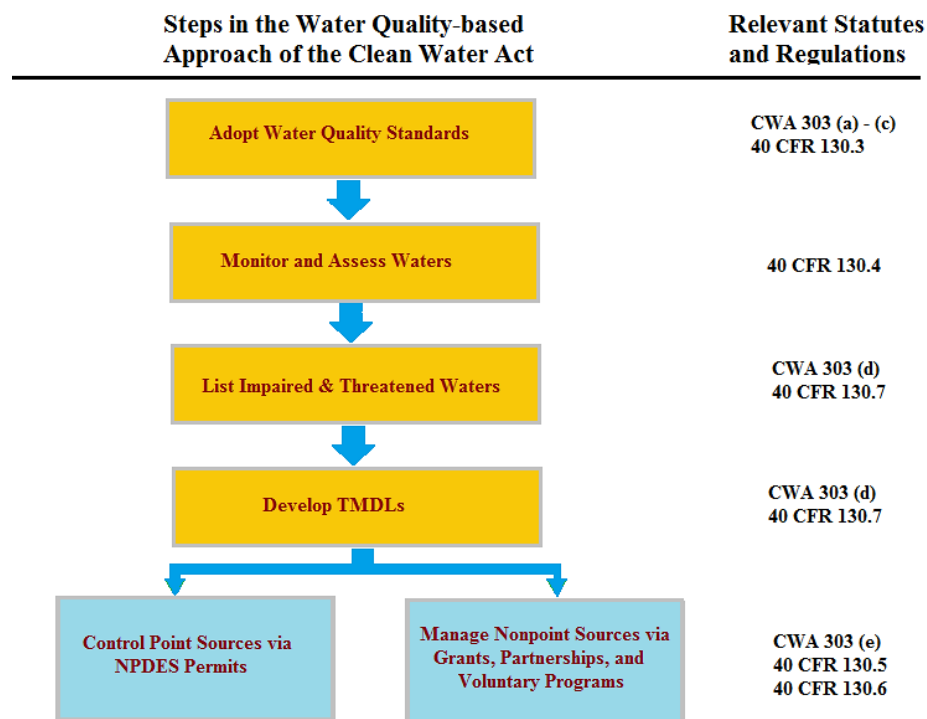 Steps in the Water Quality-based
Approach of the Clean Water Act
Relevant Statutes
and Regulations
Adopt Water Quality Standards
CWA 303 (a) - (c)
40 CFR 130.3
Monitor and Assess Waters
40 CFR 130.4
List Impaired & Threatened Waters
CWA 303 (d)
40 CFR 130.7
Develop TMDLs
CWA 303 (d)
40 CFR 130.7
Control Point Sources via
NPDES Permits
Manage Nonpoint Sources via
Grants, Partnerships, and
Voluntary Programs
CWA 303 (e)
40 CFR 130.5
40 CFR 130.6